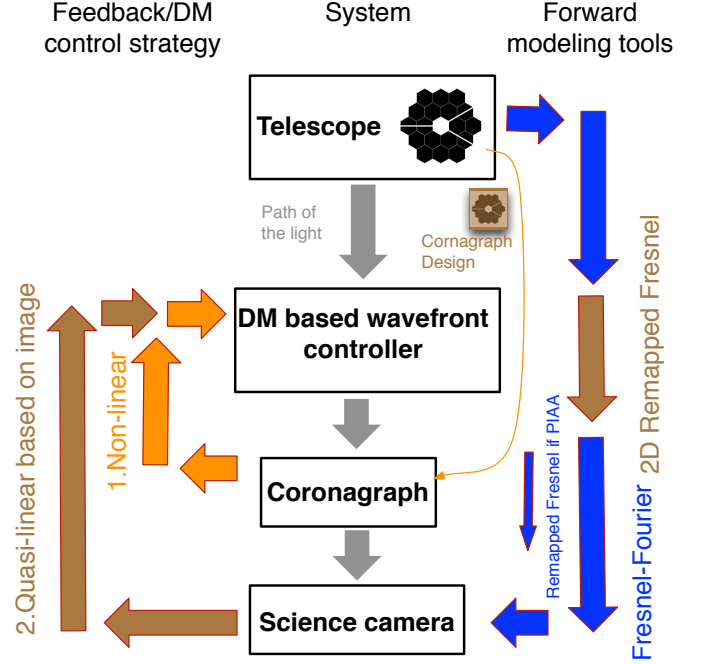 Feedback/DM
control strategy
System
Forward
modeling tools
Telescope
Path of
the light
Cornagraph
Design
DM based wavefront
controller
1.Non-linear
2.Quasi-linear based on image
Coronagraph
Remapped Fresnel if PIAA
2D Remapped Fresnel
Fresnel-Fourier
Science camera